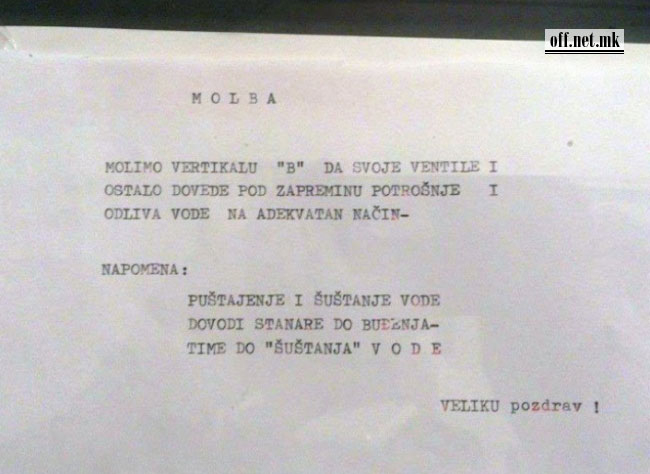 off.net.mk
M O L B A
MOLIMO VERTIKALU "B" DA SVOJE VENTILE I
OSTALO DOVEDE POD ZAPREMINU POTROŠNJE I
ODLIVA VODE NA ADEKVATAN NAČIN-
NAPOMENA:
PUŠTAJENJE I ŠUŠTANJE VODE
DOVODI STANARE DO BUĐENJA-
TIME DO "ŠUŠTANJA" V O D E
VELIKU pozdrav !